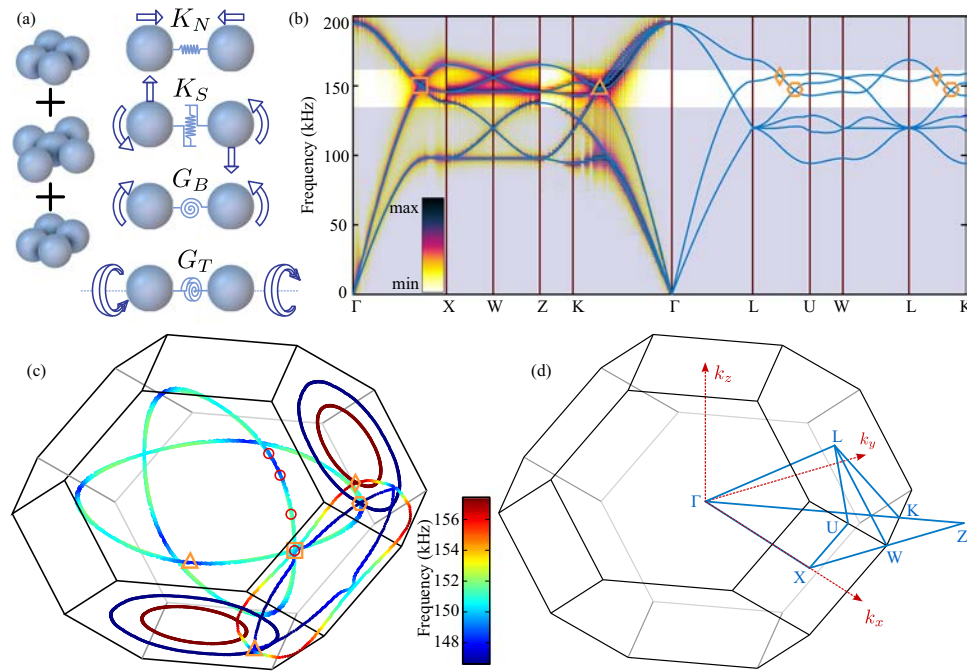 (a)
K_N
K_S
G_B
G_T
(b)
Frequency (kHz)
200
150
100
50
0
max
min
Γ X W Z K Γ L U W L K
(c)
Frequency (kHz)
156
154
152
150
148
(d)
k_z
L
k_y
Γ
K
Z
U
W
X
k_x